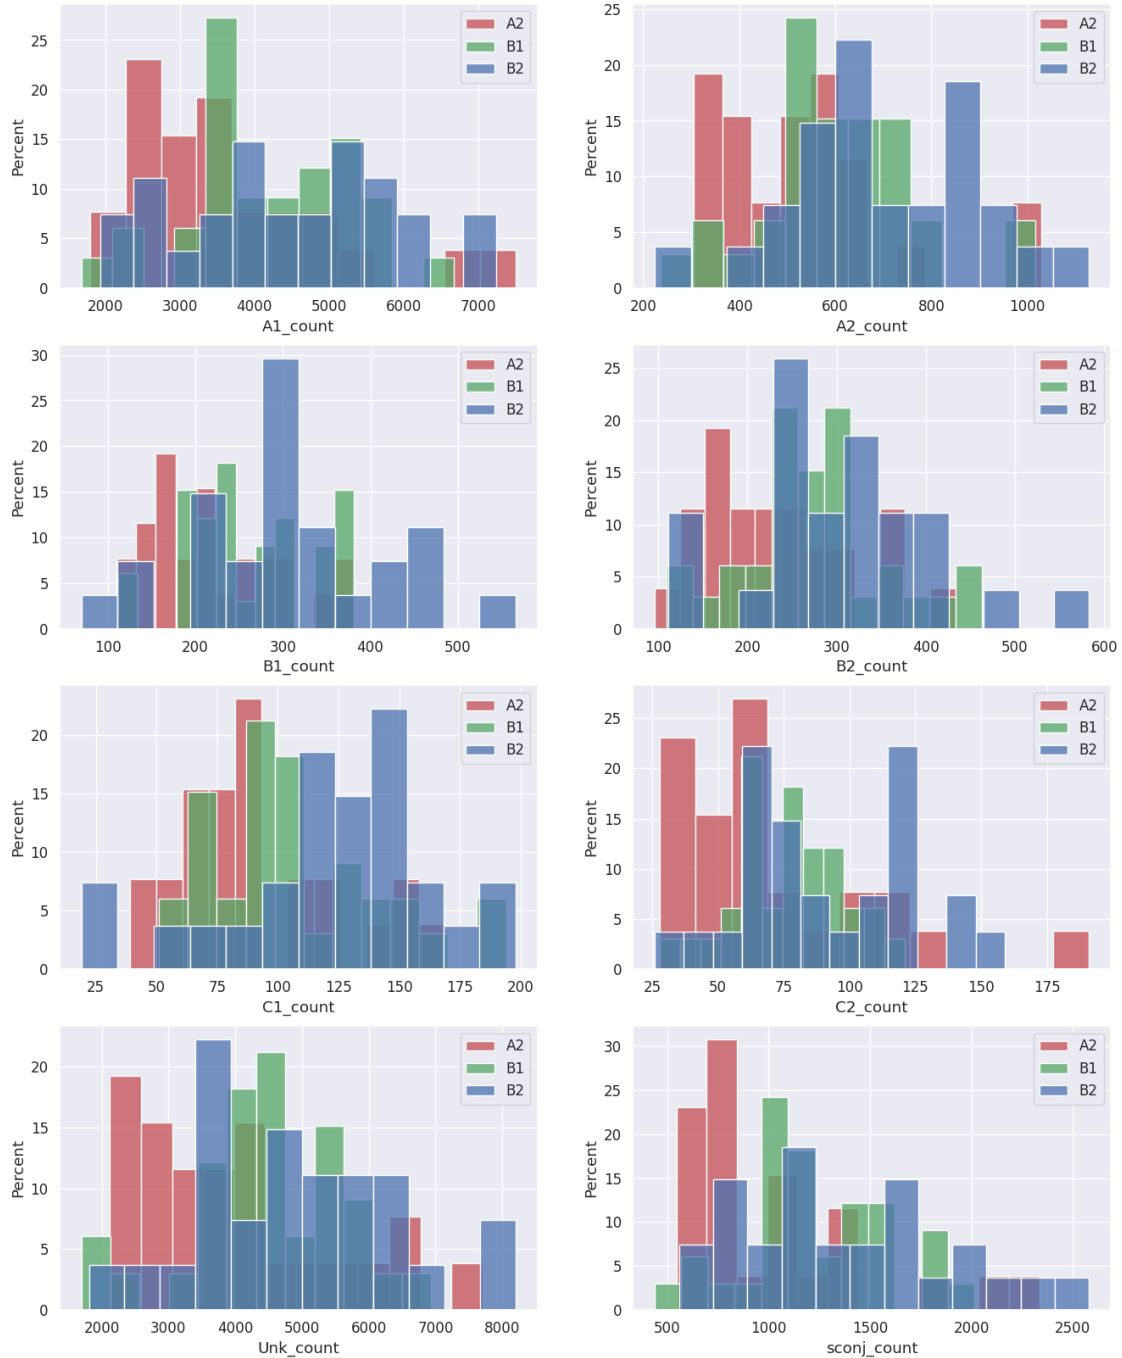 A2
B1
B2
Percent
25
20
15
10
5
0
2000 3000 4000 5000 6000 7000
A1_count
A2
B1
B2
Percent
25
20
15
10
5
0
200 400 600 800 1000
A2_count
A2
B1
B2
Percent
30
25
20
15
10
5
0
100 200 300 400 500
B1_count
A2
B1
B2
Percent
25
20
15
10
5
0
100 200 300 400 500 600
B2_count
A2
B1
B2
Percent
20
15
10
5
0
25 50 75 100 125 150 175 200
C1_count
A2
B1
B2
Percent
25
20
15
10
5
0
25 50 75 100 125 150 175
C2_count
A2
B1
B2
Percent
20
15
10
5
0
2000 3000 4000 5000 6000 7000 8000
Unk_count
A2
B1
B2
Percent
30
25
20
15
10
5
0
500 1000 1500 2000 2500
sconj_count